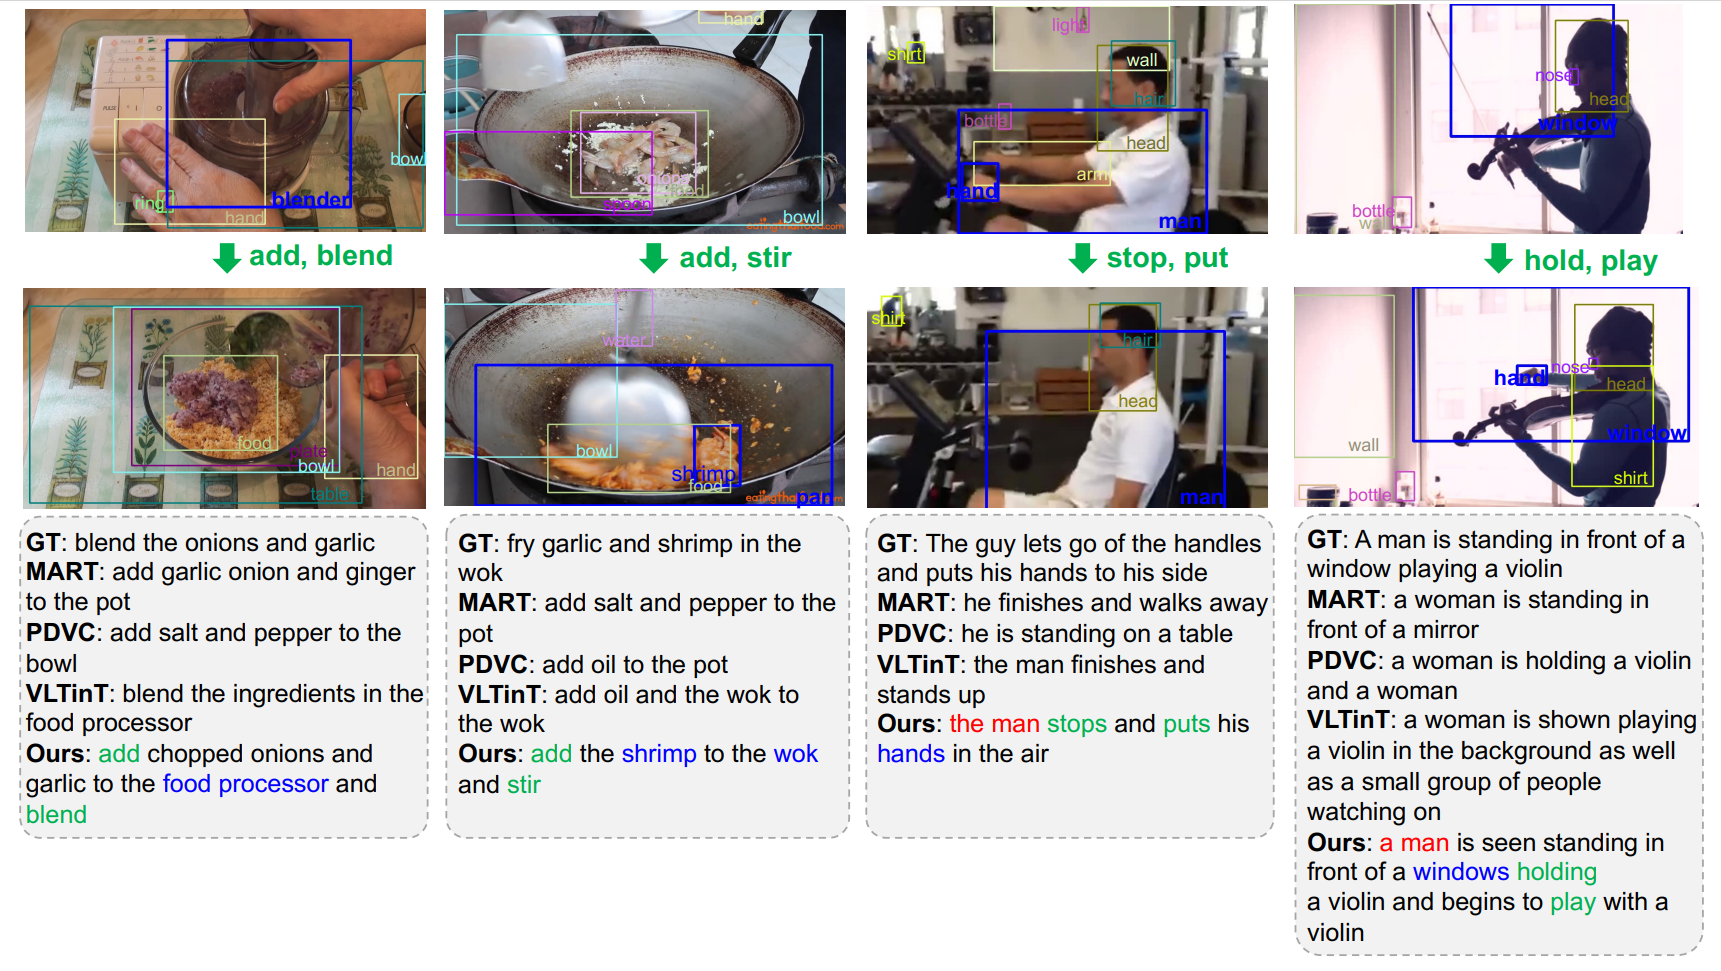 hand
blender
ring
hand
bowl
hand
onions
food
spoon
bowl
eatingthaifood.com
light
shirt
wall
hair
bottle
head
arm
hand
man
nose
head
window
bottle
wall
add, blend
add, stir
stop, put
hold, play
food
plate
bowl
hand
table
water
bowl
shrimp
food
pan
shirt
hair
head
man
hand
nose
head
window
wall
shirt
bottle
GT: blend the onions and garlic
MART: add garlic onion and ginger
to the pot
PDVC: add salt and pepper to the
bowl
VLTinT: blend the ingredients in the
food processor
Ours: add chopped onions and
garlic to the food processor and
blend
GT: fry garlic and shrimp in the
wok
MART: add salt and pepper to the
pot
PDVC: add oil to the pot
VLTinT: add oil and the wok to
the wok
Ours: add the shrimp to the wok
and stir
GT: The guy lets go of the handles
and puts his hands to his side
MART: he finishes and walks away
PDVC: he is standing on a table
VLTinT: the man finishes and
stands up
Ours: the man stops and puts his
hands in the air
GT: A man is standing in front of a
window playing a violin
MART: a woman is standing in
front of a mirror
PDVC: a woman is holding a violin
and a woman
VLTinT: a woman is shown playing
a violin in the background as well
as a small group of people
watching on
Ours: a man is seen standing in
front of a windows holding
a violin and begins to play with a
violin